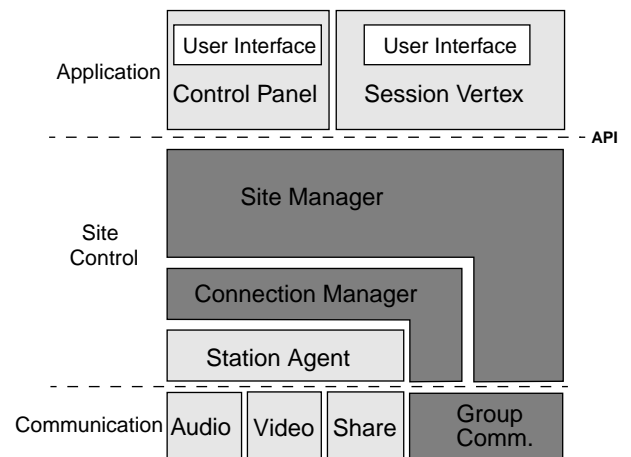 User Interface
User Interface
Application
Control Panel
Session Vertex
API
Site Manager
Site
Control
Connection Manager
Station Agent
Communication
Audio
Video
Share
Group
Comm.